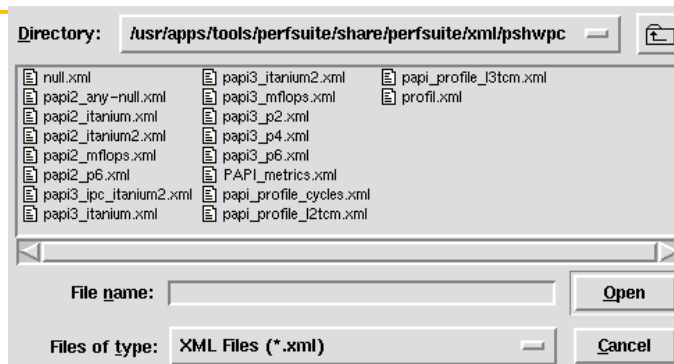 Directory: /usr/apps/tools/perfsuite/share/perfsuite/xml/pshwpc
null.xml
papi2_any-null.xml
papi2_itanium.xml
papi2_itanium2.xml
papi2_mflops.xml
papi2_p6.xml
papi3_ipc_itanium2.xml
papi3_itanium.xml
papi3_itanium2.xml
papi3_mflops.xml
papi3_p2.xml
papi3_p4.xml
papi3_p6.xml
PAPI_metrics.xml
papi_profile_cycles.xml
papi_profile_l2tcm.xml
papi_profile_l3tcm.xml
profil.xml
File name:
Open
Files of type: XML Files (*.xml)
Cancel